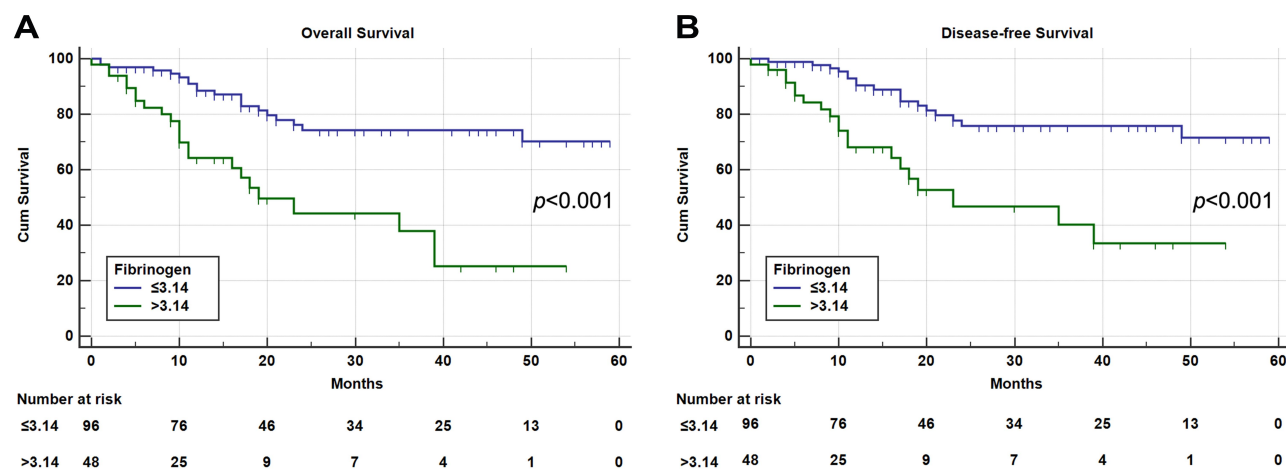 A
Overall Survival
Cum Survival
100
80
60
40
20
0
p<0.001
Fibrinogen
≤3.14
>3.14
0 10 20 30 40 50 60
Months
Number at risk
≤3.14 96 76 46 34 25 13 0
>3.14 48 25 9 7 4 1 0
B
Disease-free Survival
Cum Survival
100
80
60
40
20
0
p<0.001
Fibrinogen
≤3.14
>3.14
0 10 20 30 40 50 60
Months
Number at risk
≤3.14 96 76 46 34 25 13 0
>3.14 48 25 9 7 4 1 0